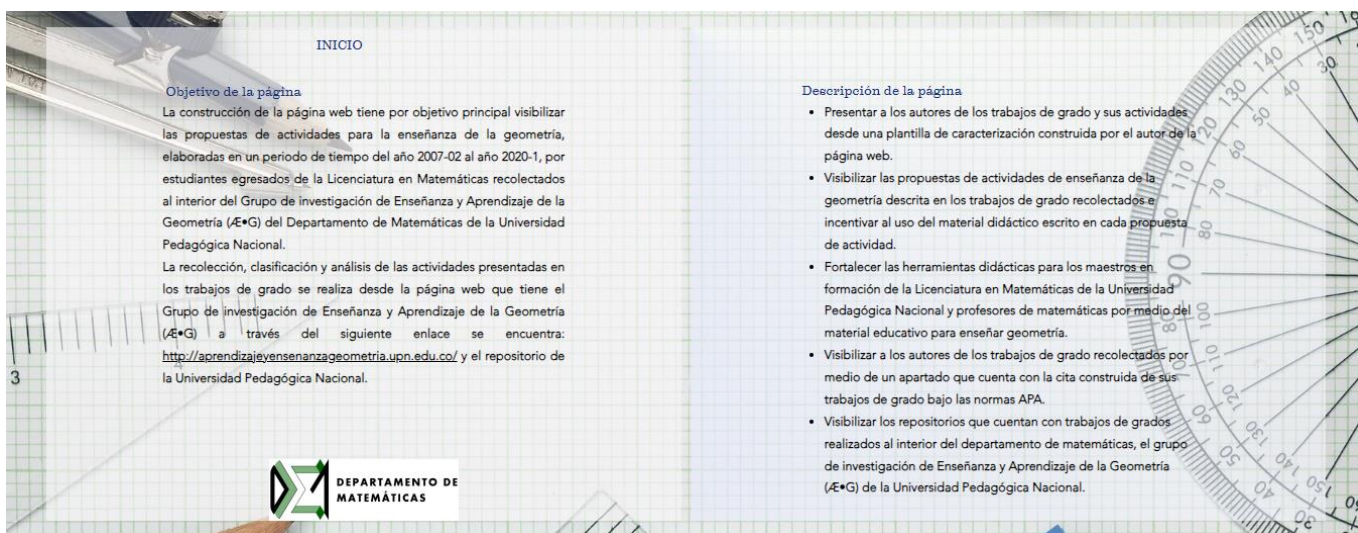 INICIO
Objetivo de la página
La construcción de la página web tiene por objetivo principal visibilizar
las propuestas de actividades para la enseñanza de la geometría,
elaboradas en un periodo de tiempo del año 2007-02 al año 2020-1, por
estudiantes egresados de la Licenciatura en Matemáticas recolectados
al interior del Grupo de investigación de Enseñanza y Aprendizaje de la
Geometría (Æ•G) del Departamento de Matemáticas de la Universidad
Pedagógica Nacional.
La recolección, clasificación y análisis de las actividades presentadas en
los trabajos de grado se realiza desde la página web que tiene el
Grupo de investigación de Enseñanza y Aprendizaje de la Geometría
(Æ•G) a través del siguiente enlace se encuentra:
http://aprendizajeyensenanzageometria.upn.edu.co/ y el repositorio de
la Universidad Pedagógica Nacional.
3
DEPARTAMENTO DE
MATEMÁTICAS
Descripción de la página
• Presentar a los autores de los trabajos de grado y sus actividades
desde una plantilla de caracterización construida por el autor de la
página web.
• Visibilizar las propuestas de actividades de enseñanza de la
geometría descrita en los trabajos de grado recolectados e
incentivar al uso del material didáctico escrito en cada propuesta
de actividad.
• Fortalecer las herramientas didácticas para los maestros en
formación de la Licenciatura en Matemáticas de la Universidad
Pedagógica Nacional y profesores de matemáticas por medio del
material educativo para enseñar geometría.
• Visibilizar a los autores de los trabajos de grado recolectados por
medio de un apartado que cuenta con la cita construida de sus
trabajos de grado bajo las normas APA.
• Visibilizar los repositorios que cuentan con trabajos de grados
realizados al interior del departamento de matemáticas, el grupo
de investigación de Enseñanza y Aprendizaje de la Geometría
(Æ•G) de la Universidad Pedagógica Nacional.